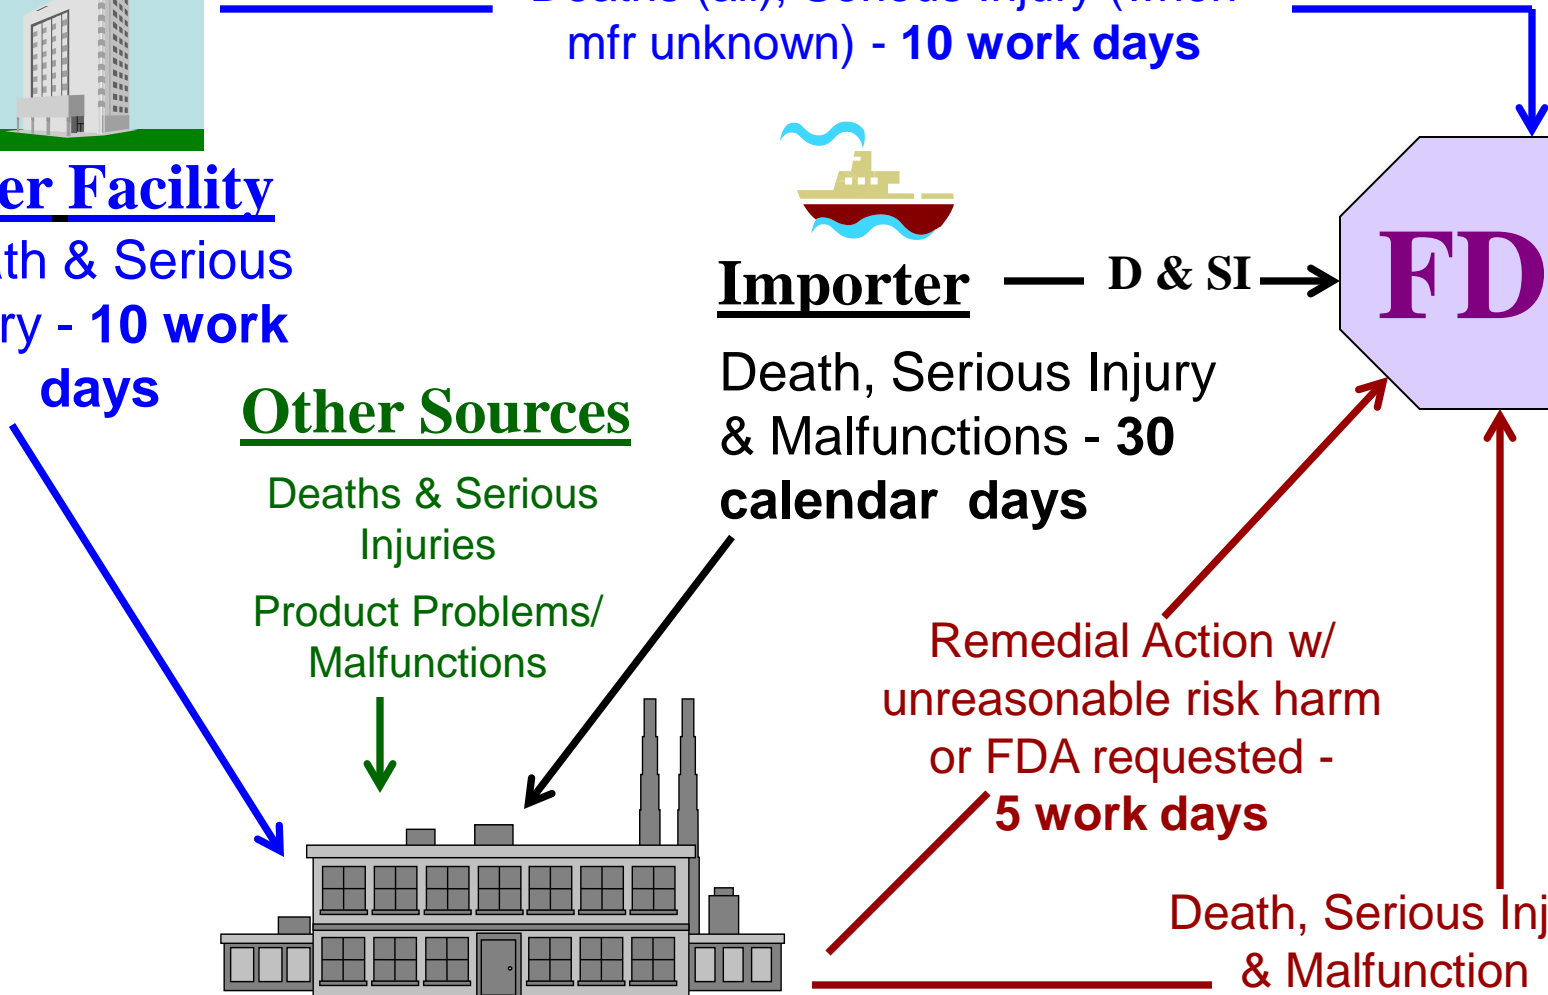 mfr unknown) - 10 work days
er Facility
th & Serious
ry - 10 work
days
Other Sources
Deaths & Serious
Injuries
Product Problems/
Malfunctions
Importer
D & SI
Death, Serious Injury
& Malfunctions - 30
calendar days
FD
Remedial Action w/
unreasonable risk harm
or FDA requested -
5 work days
Death, Serious Inj
& Malfunction